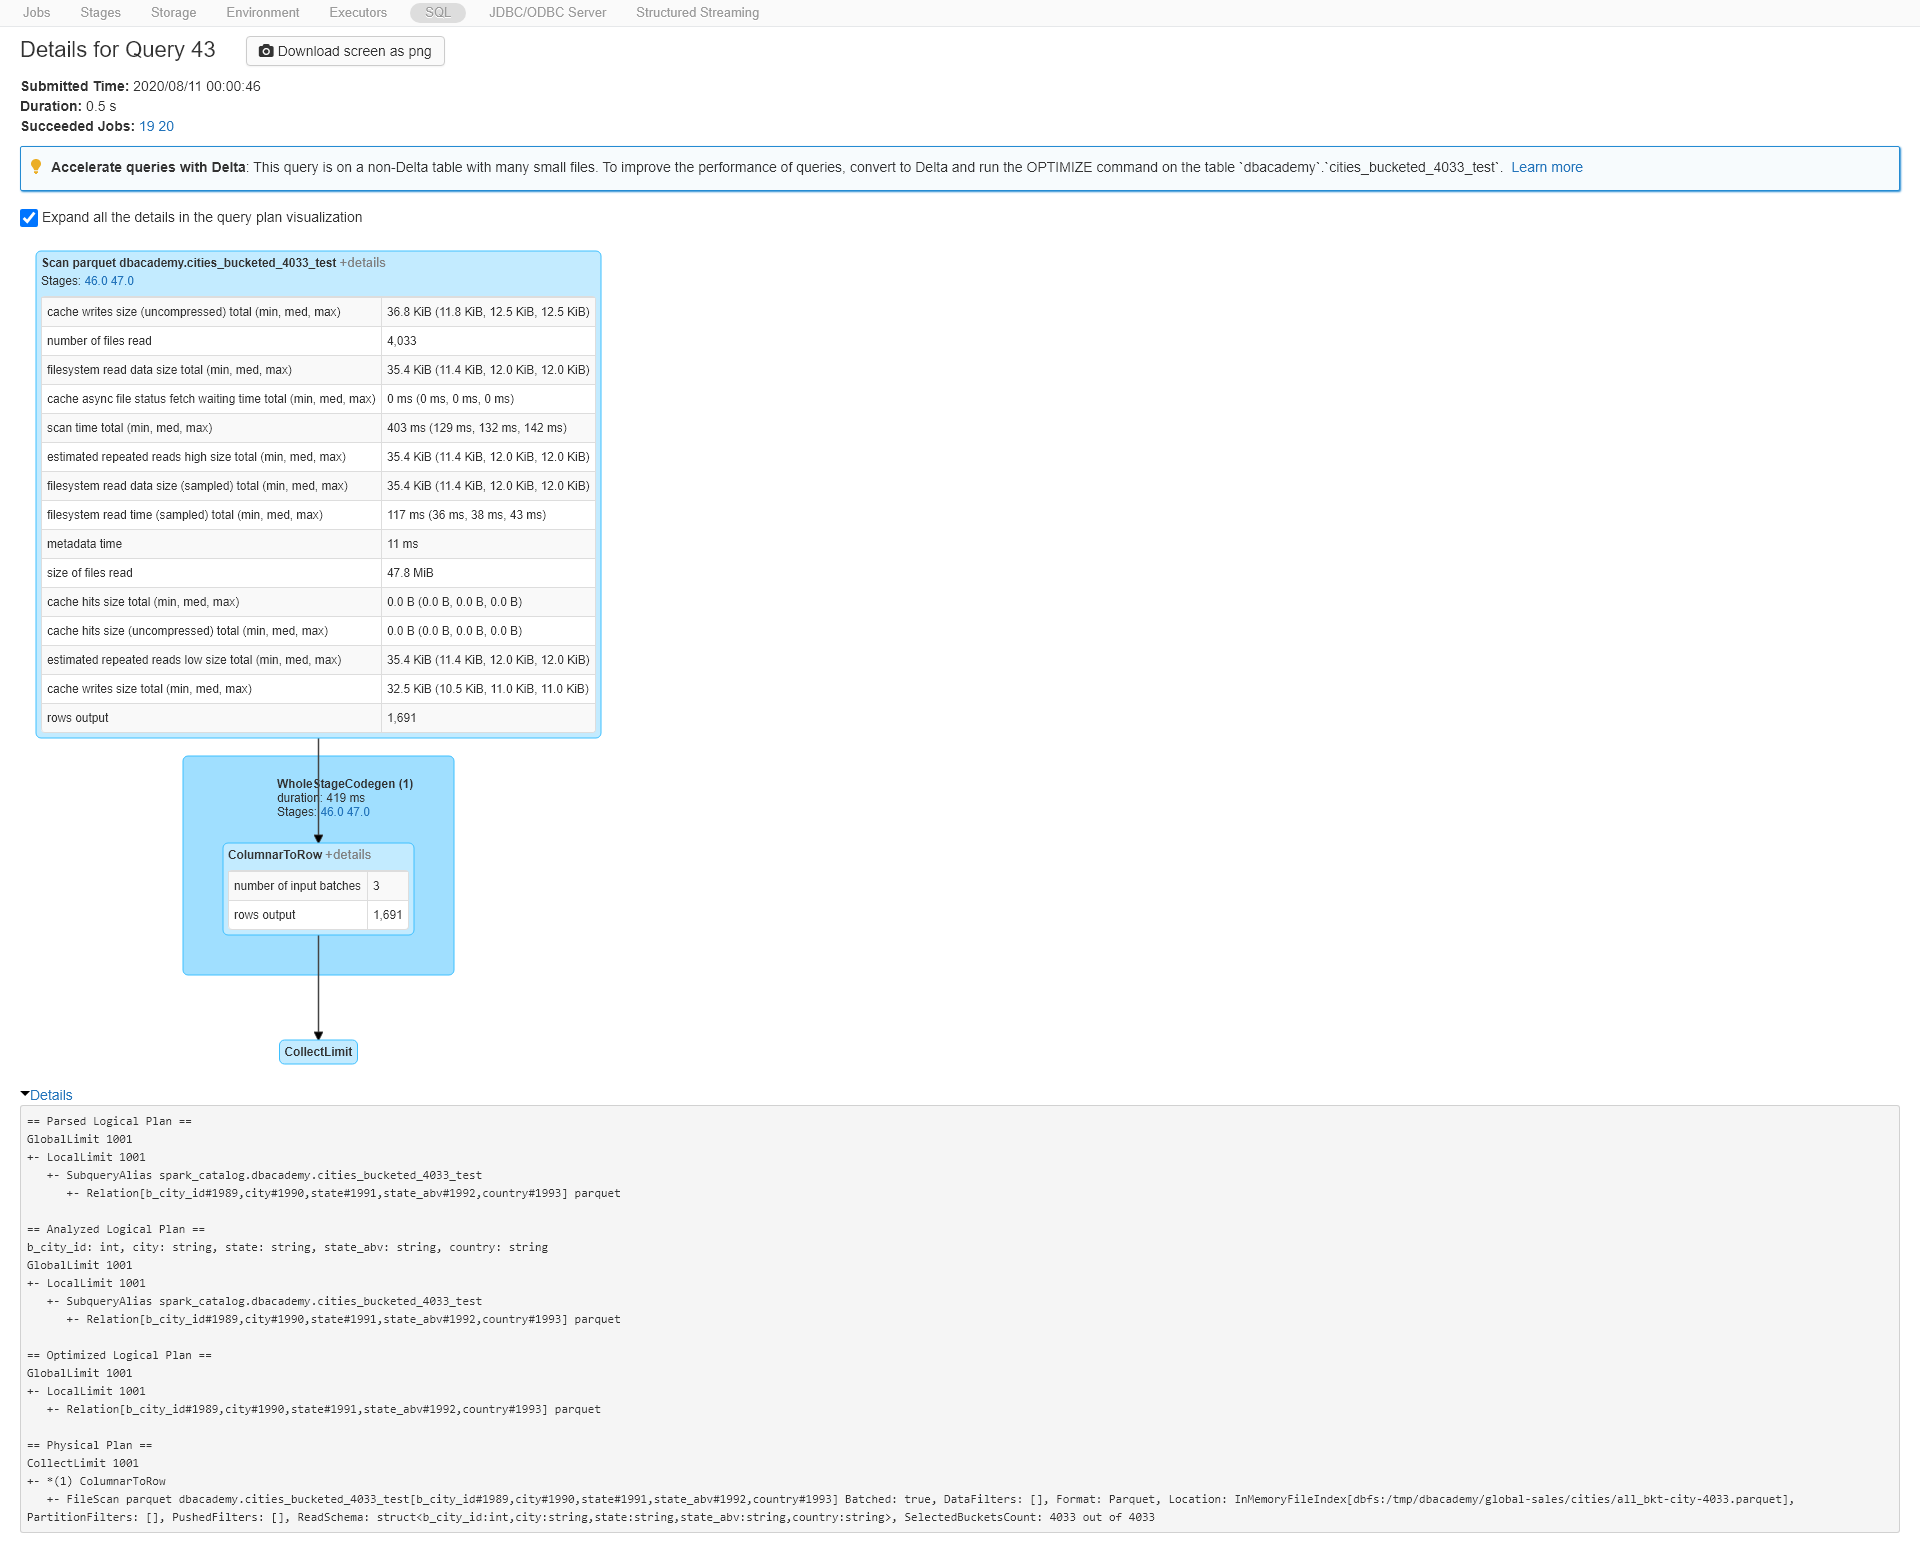 Jobs Stages Storage Environment Executors SQL JDBC/ODBC Server Structured Streaming
Details for Query 43 Download screen as png
Submitted Time: 2020/08/11 00:00:46
Duration: 0.5 s
Succeeded Jobs: 19 20
Accelerate queries with Delta: This query is on a non-Delta table with many small files. To improve the performance of queries, convert to Delta and run the OPTIMIZE command on the table `dbacademy`.`cities_bucketed_4033_test`. Learn more
Expand all the details in the query plan visualization
Scan parquet dbacademy.cities_bucketed_4033_test +details
Stages: 46.0 47.0
cache writes size (uncompressed) total (min, med, max) 36.8 KiB (11.8 KiB, 12.5 KiB, 12.5 KiB)
number of files read 4,033
filesystem read data size total (min, med, max) 35.4 KiB (11.4 KiB, 12.0 KiB, 12.0 KiB)
cache async file status fetch waiting time total (min, med, max) 0 ms (0 ms, 0 ms, 0 ms)
scan time total (min, med, max) 403 ms (129 ms, 132 ms, 142 ms)
estimated repeated reads high size total (min, med, max) 35.4 KiB (11.4 KiB, 12.0 KiB, 12.0 KiB)
filesystem read data size (sampled) total (min, med, max) 35.4 KiB (11.4 KiB, 12.0 KiB, 12.0 KiB)
filesystem read time (sampled) total (min, med, max) 117 ms (36 ms, 38 ms, 43 ms)
metadata time 11 ms
size of files read 47.8 MiB
cache hits size total (min, med, max) 0.0 B (0.0 B, 0.0 B, 0.0 B)
cache hits size (uncompressed) total (min, med, max) 0.0 B (0.0 B, 0.0 B, 0.0 B)
estimated repeated reads low size total (min, med, max) 35.4 KiB (11.4 KiB, 12.0 KiB, 12.0 KiB)
cache writes size total (min, med, max) 32.5 KiB (10.5 KiB, 11.0 KiB, 11.0 KiB)
rows output 1,691
WholeStageCodegen (1)
duration: 419 ms
Stages: 46.0 47.0
ColumnarToRow +details
number of input batches 3
rows output 1,691
CollectLimit
Details
== Parsed Logical Plan ==
GlobalLimit 1001
+- LocalLimit 1001
   +- SubqueryAlias spark_catalog.dbacademy.cities_bucketed_4033_test
      +- Relation[b_city_id#1989,city#1990,state#1991,state_abv#1992,country#1993] parquet

== Analyzed Logical Plan ==
b_city_id: int, city: string, state: string, state_abv: string, country: string
GlobalLimit 1001
+- LocalLimit 1001
   +- SubqueryAlias spark_catalog.dbacademy.cities_bucketed_4033_test
      +- Relation[b_city_id#1989,city#1990,state#1991,state_abv#1992,country#1993] parquet

== Optimized Logical Plan ==
GlobalLimit 1001
+- LocalLimit 1001
   +- Relation[b_city_id#1989,city#1990,state#1991,state_abv#1992,country#1993] parquet

== Physical Plan ==
CollectLimit 1001
+- *(1) ColumnarToRow
   +- FileScan parquet dbacademy.cities_bucketed_4033_test[b_city_id#1989,city#1990,state#1991,state_abv#1992,country#1993] Batched: true, DataFilters: [], Format: Parquet, Location: InMemoryFileIndex[dbfs:/tmp/dbacademy/global-sales/cities/all_bkt-city-4033.parquet],
PartitionFilters: [], PushedFilters: [], ReadSchema: struct<b_city_id:int,city:string,state:string,state_abv:string,country:string>, SelectedBucketsCount: 4033 out of 4033